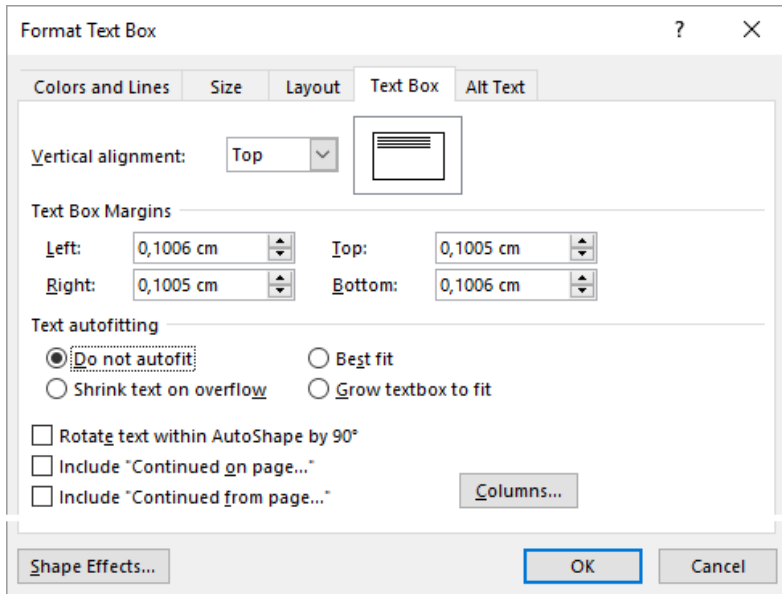 Format Text Box ?
Colors and Lines Size Layout Text Box Alt Text
Vertical alignment: Top
Text Box Margins
Left: 0,1006 cm Top: 0,1005 cm
Right: 0,1005 cm Bottom: 0,1006 cm
Text autofitting
Do not autofit Best fit
Shrink text on overflow Grow textbox to fit
Rotate text within AutoShape by 90°
Include "Continued on page..."
Include "Continued from page..." Columns...
Shape Effects... OK Cancel